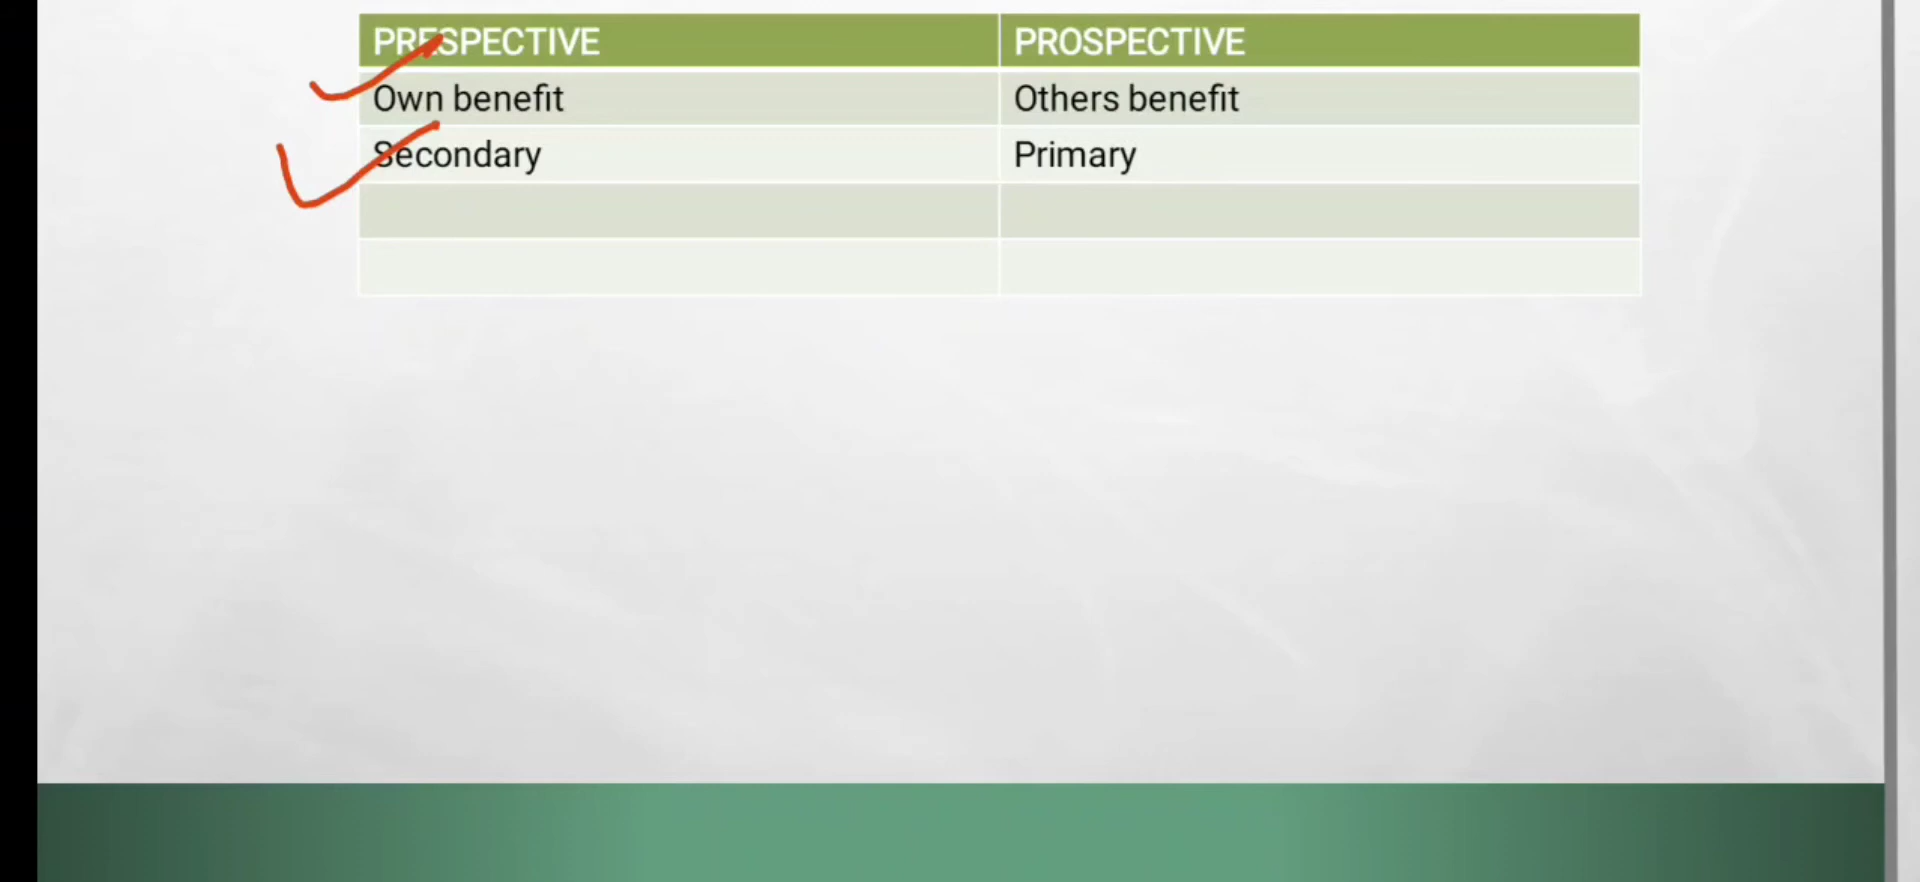 PRESPECTIVE PROSPECTIVE
Own benefit Others benefit
Secondary Primary